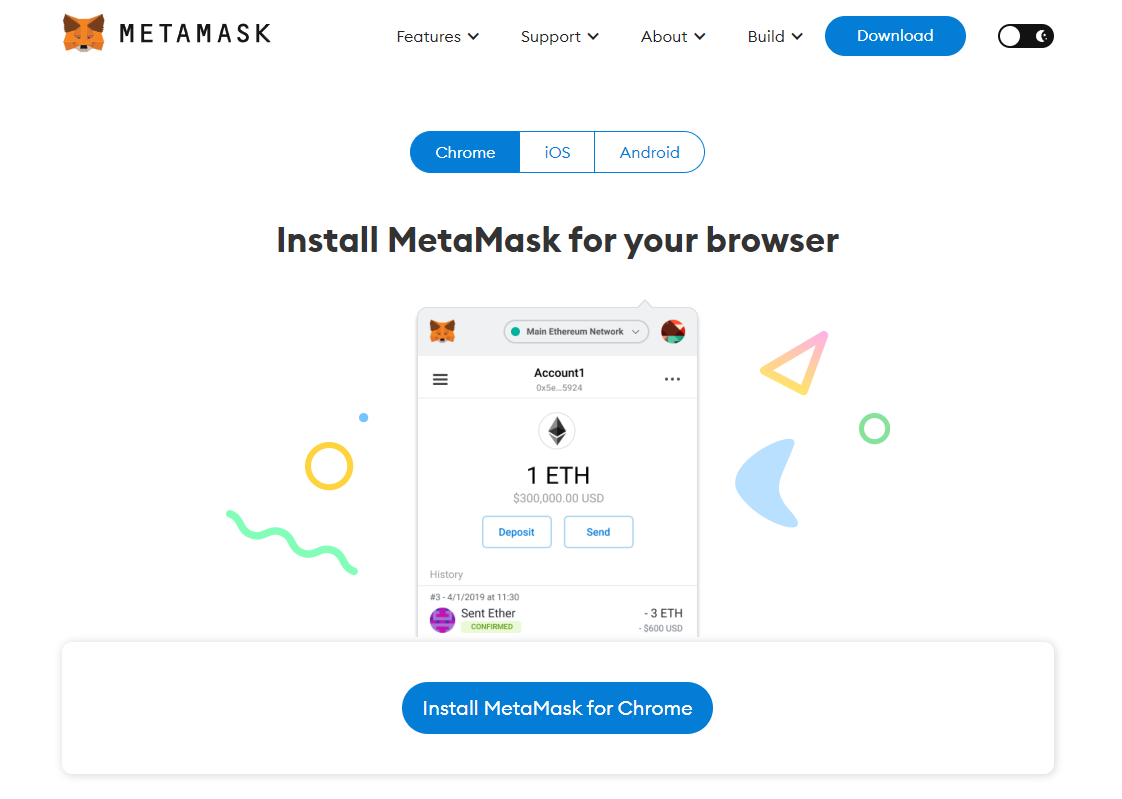 METAMASK
Features Support About Build Download
Chrome iOS Android
Install MetaMask for your browser
Main Ethereum Network
Account1
0x5e...5924
1 ETH
$300,000.00 USD
Deposit Send
History
#3 - 4/1/2019 at 11:30
Sent Ether - 3 ETH
CONFIRMED - $600 USD
Install MetaMask for Chrome